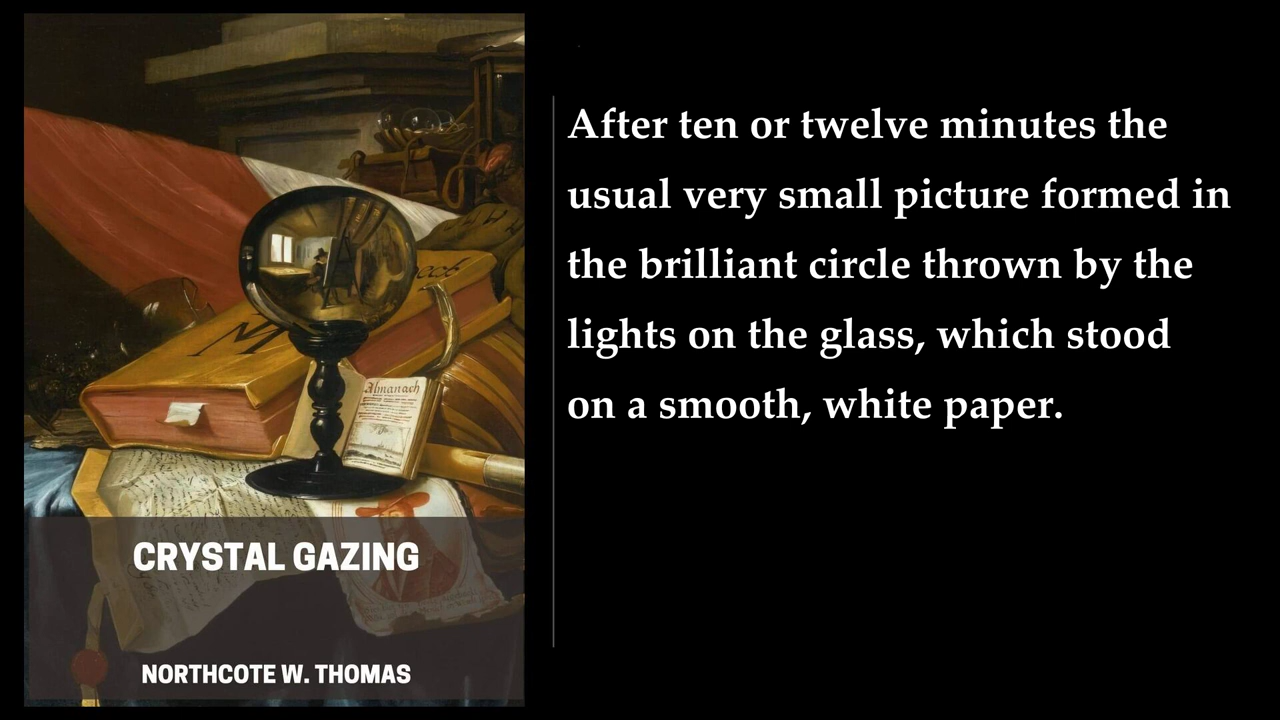 After ten or twelve minutes the
usual very small picture formed in
the brilliant circle thrown by the
lights on the glass, which stood
on a smooth, white paper.
M
Almanach
CRYSTAL GAZING
NORTHCOTE W. THOMAS